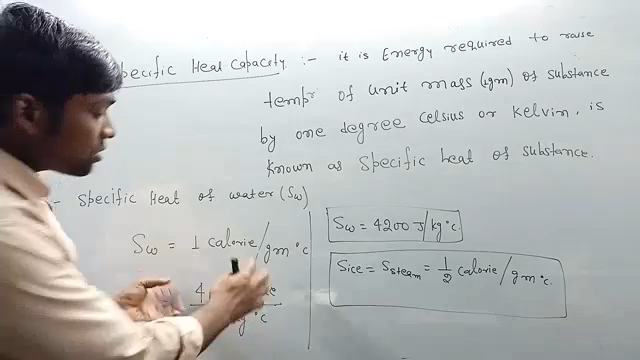 Specific Heat Capacity :- it is Energy required to raise
tempr of unit mass (1gm) of substance
by one degree celsius or kelvin, is
known as specific heat of substance.
Specific Heat of water (Sw)
Sw = 1 calorie/gm °c
Sw = 4200 J/kg °c
Sice = Ssteam = 1/2 calorie/gm °c.